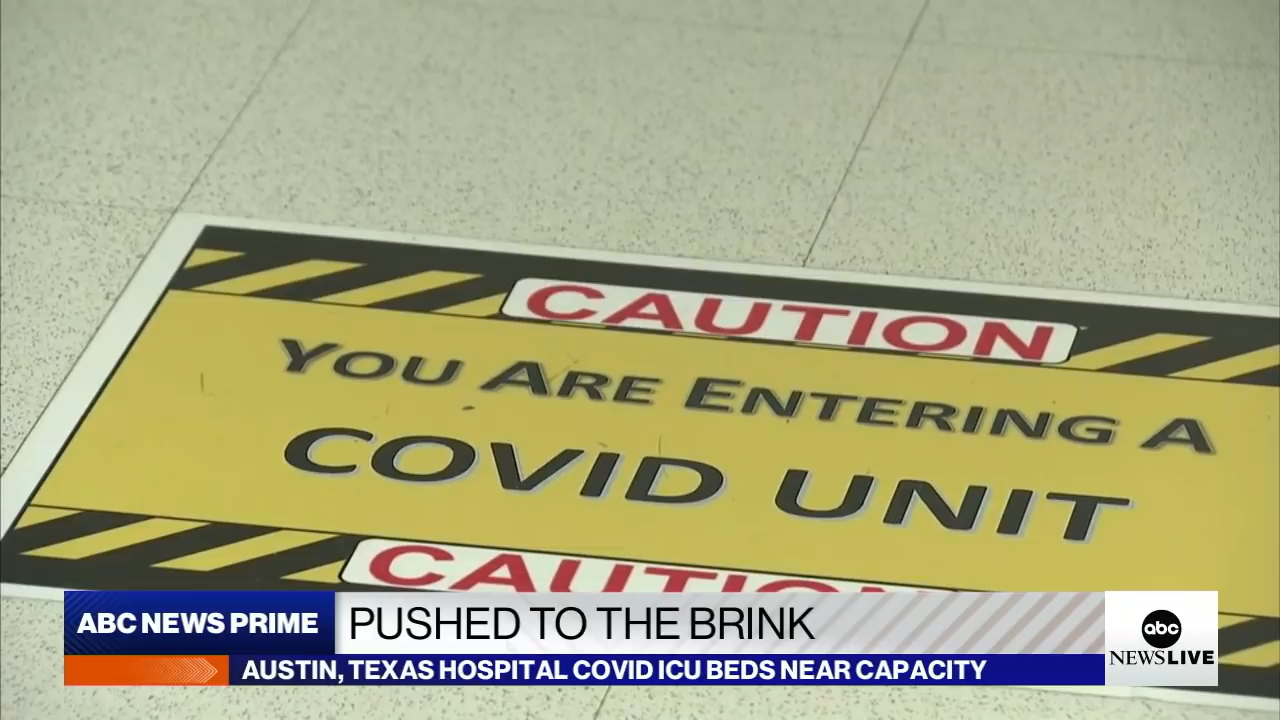 CAUTION
YOU ARE ENTERING A
COVID UNIT
CAUTION
ABC NEWS PRIME
PUSHED TO THE BRINK
AUSTIN, TEXAS HOSPITAL COVID ICU BEDS NEAR CAPACITY
abc
NEWSLIVE